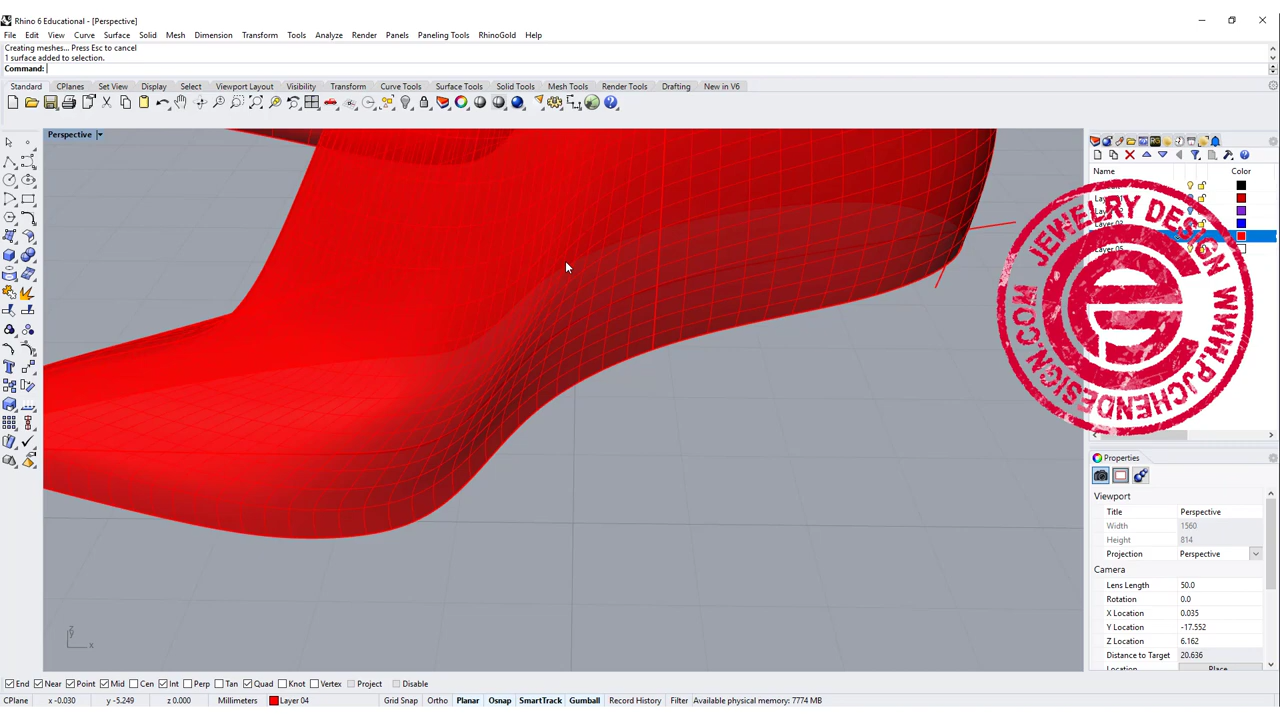 Rhino 6 Educational - [Perspective]
File Edit View Curve Surface Solid Mesh Dimension Transform Tools Analyze Render Panels Paneling Tools RhinoGold Help
Creating meshes... Press Esc to cancel
1 surface added to selection.
Command:
Standard CPlanes Set View Display Select Viewport Layout Visibility Transform Curve Tools Surface Tools Solid Tools Mesh Tools Render Tools Drafting New in V6
Perspective
Name Color
JEWELRY DESIGN
WWW.PJCHENDESIGN.COM
Properties
Viewport
Title Perspective
Width 1560
Height 814
Projection Perspective
Camera
Lens Length 50.0
Rotation 0.0
X Location 0.035
Y Location -17.552
Z Location 6.162
Distance to Target 20.636
Location Place
z
y
x
End Near Point Mid Cen Int Perp Tan Quad Knot Vertex Project Disable
CPlane x -0.030 y -5.249 z 0.000 Millimeters Layer 04 Grid Snap Ortho Planar Osnap SmartTrack Gumball Record History Filter Available physical memory: 7774 MB